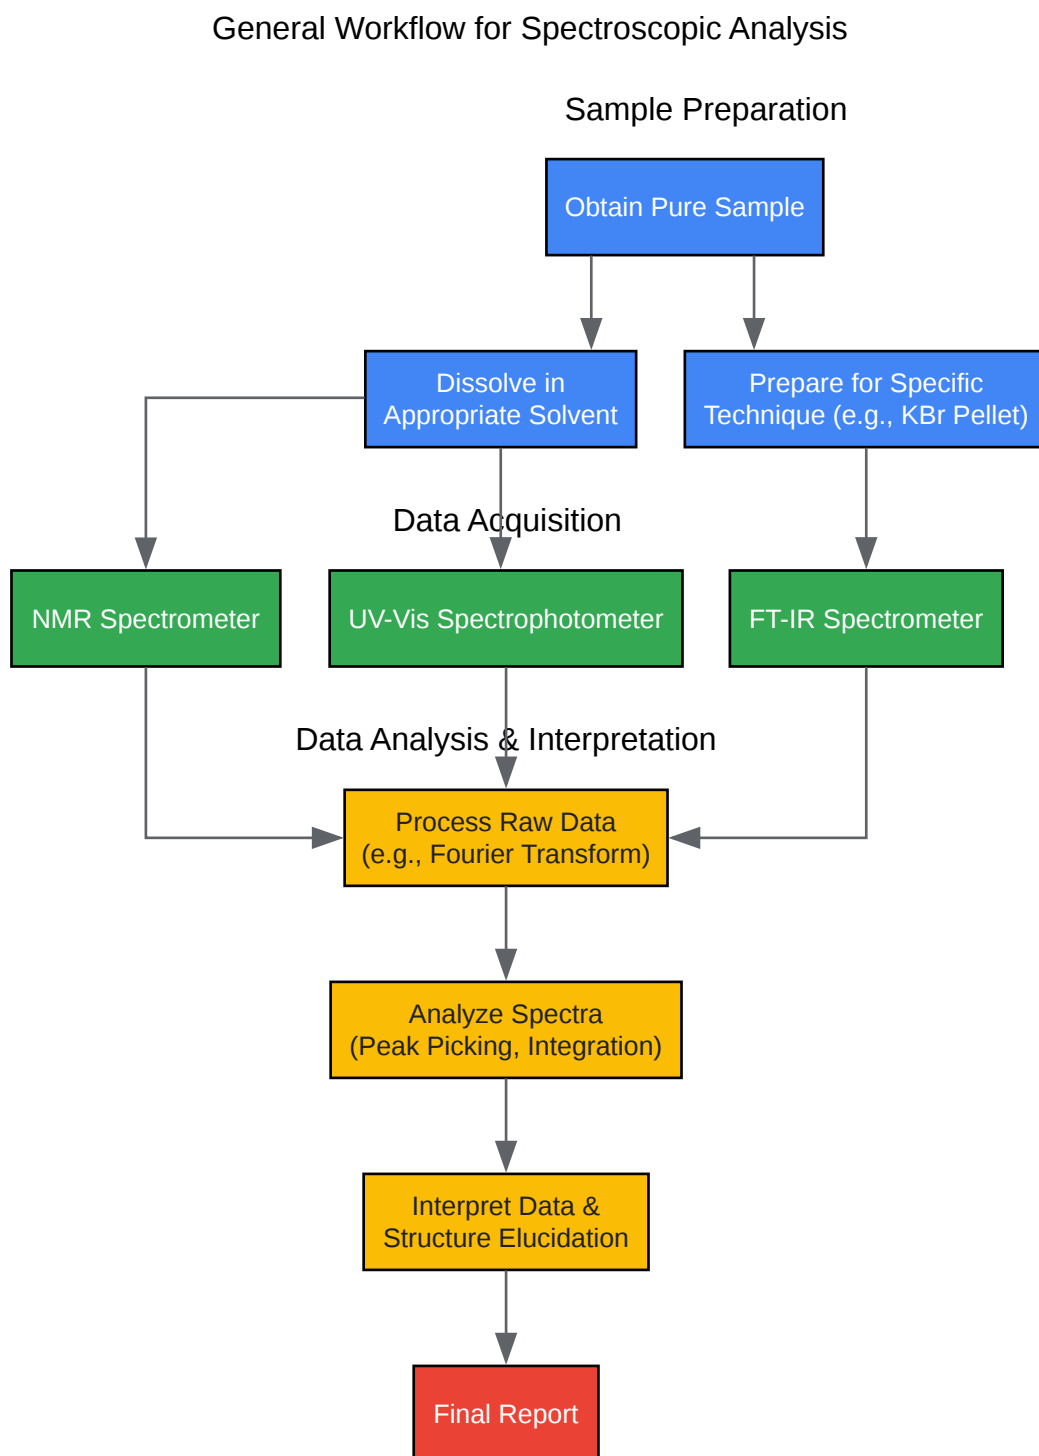 General Workflow for Spectroscopic Analysis
Sample Preparation
Obtain Pure Sample
Dissolve in
Appropriate Solvent
Prepare for Specific
Technique (e.g., KBr Pellet)
Data Acquisition
NMR Spectrometer
UV-Vis Spectrophotometer
FT-IR Spectrometer
Data Analysis & Interpretation
Process Raw Data
(e.g., Fourier Transform)
Analyze Spectra
(Peak Picking, Integration)
Interpret Data &
Structure Elucidation
Final Report